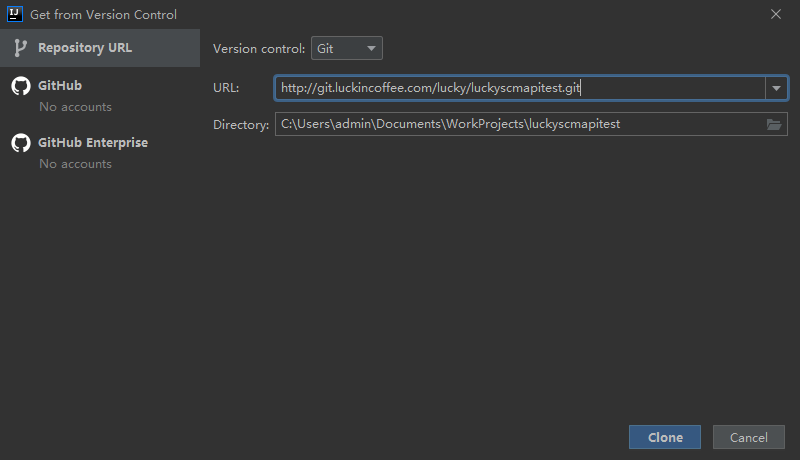 IJ
Get from Version Control
Repository URL
Version control: Git
GitHub
No accounts
URL: http://git.luckincoffee.com/lucky/luckyscmapitest.git
Directory: C:\Users\admin\Documents\WorkProjects\luckyscmapitest
GitHub Enterprise
No accounts
Clone Cancel